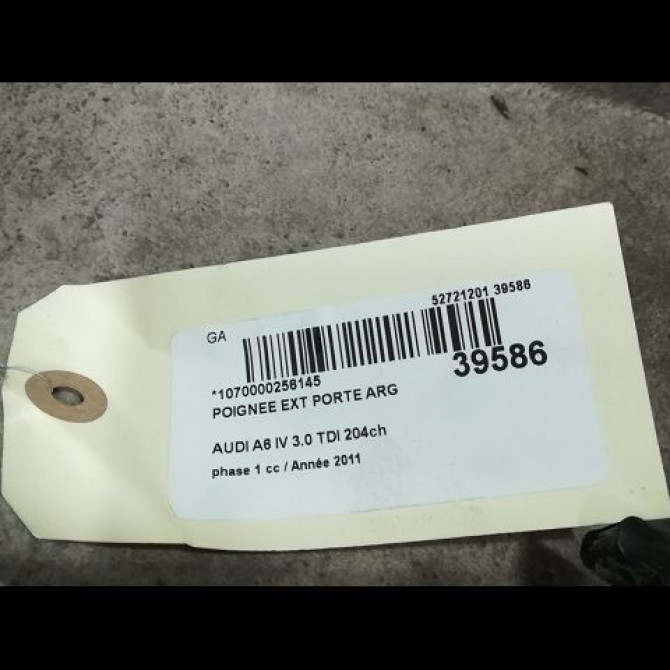 52721201 39586
GA
39586
*1070000256145
POIGNEE EXT PORTE ARG
AUDI A6 IV 3.0 TDI 204ch
phase 1 cc / Année 2011